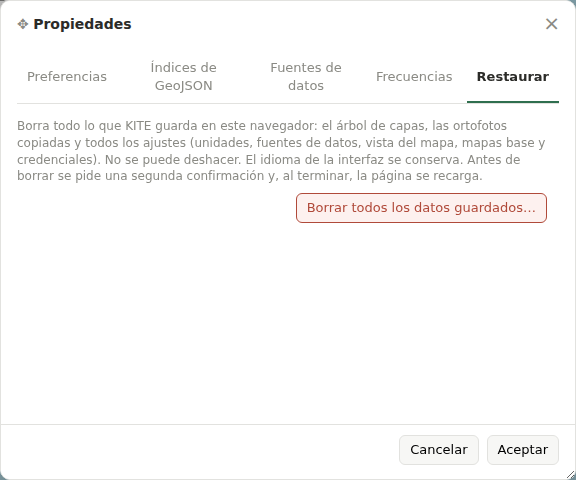 Propiedades
Preferencias
Índices de
GeoJSON
Fuentes de
datos
Frecuencias
Restaurar
Borra todo lo que KITE guarda en este navegador: el árbol de capas, las ortofotos
copiadas y todos los ajustes (unidades, fuentes de datos, vista del mapa, mapas base y
credenciales). No se puede deshacer. El idioma de la interfaz se conserva. Antes de
borrar se pide una segunda confirmación y, al terminar, la página se recarga.
Borrar todos los datos guardados...
Cancelar
Aceptar